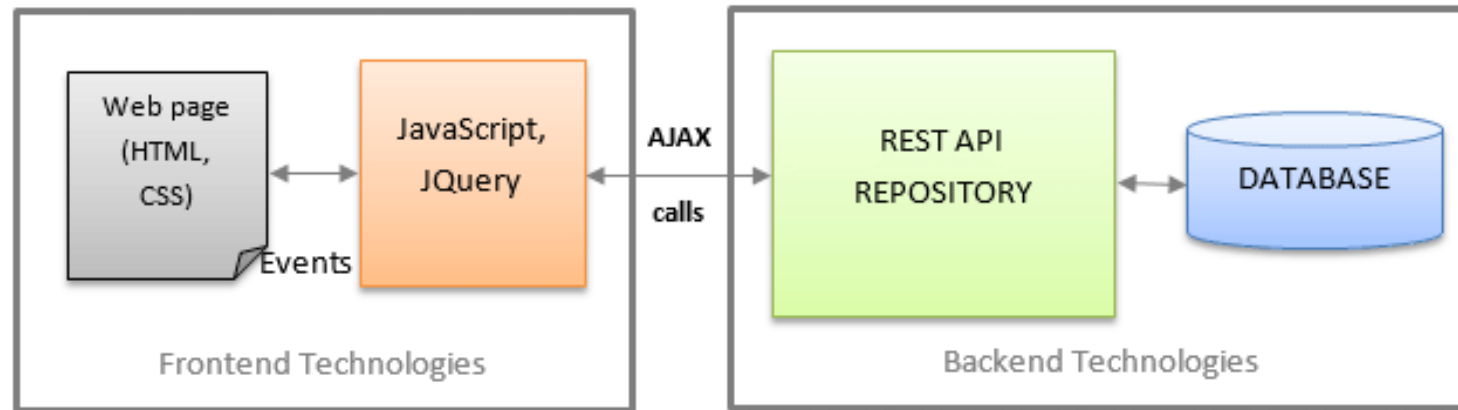 Web page
(HTML,
CSS)
Events
JavaScript,
JQuery
Frontend Technologies
AJAX
calls
REST API
REPOSITORY
DATABASE
Backend Technologies